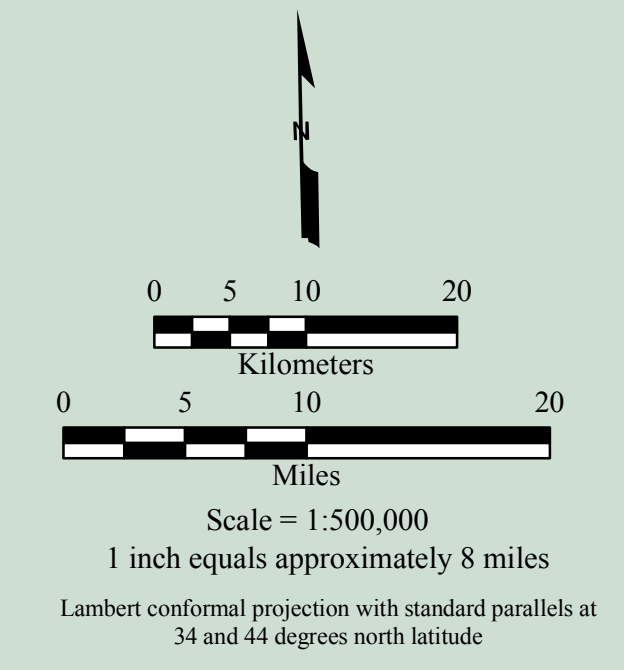 N
0 5 10 20
Kilometers
0 5 10 20
Miles
Scale = 1:500,000
1 inch equals approximately 8 miles
Lambert conformal projection with standard parallels at
34 and 44 degrees north latitude